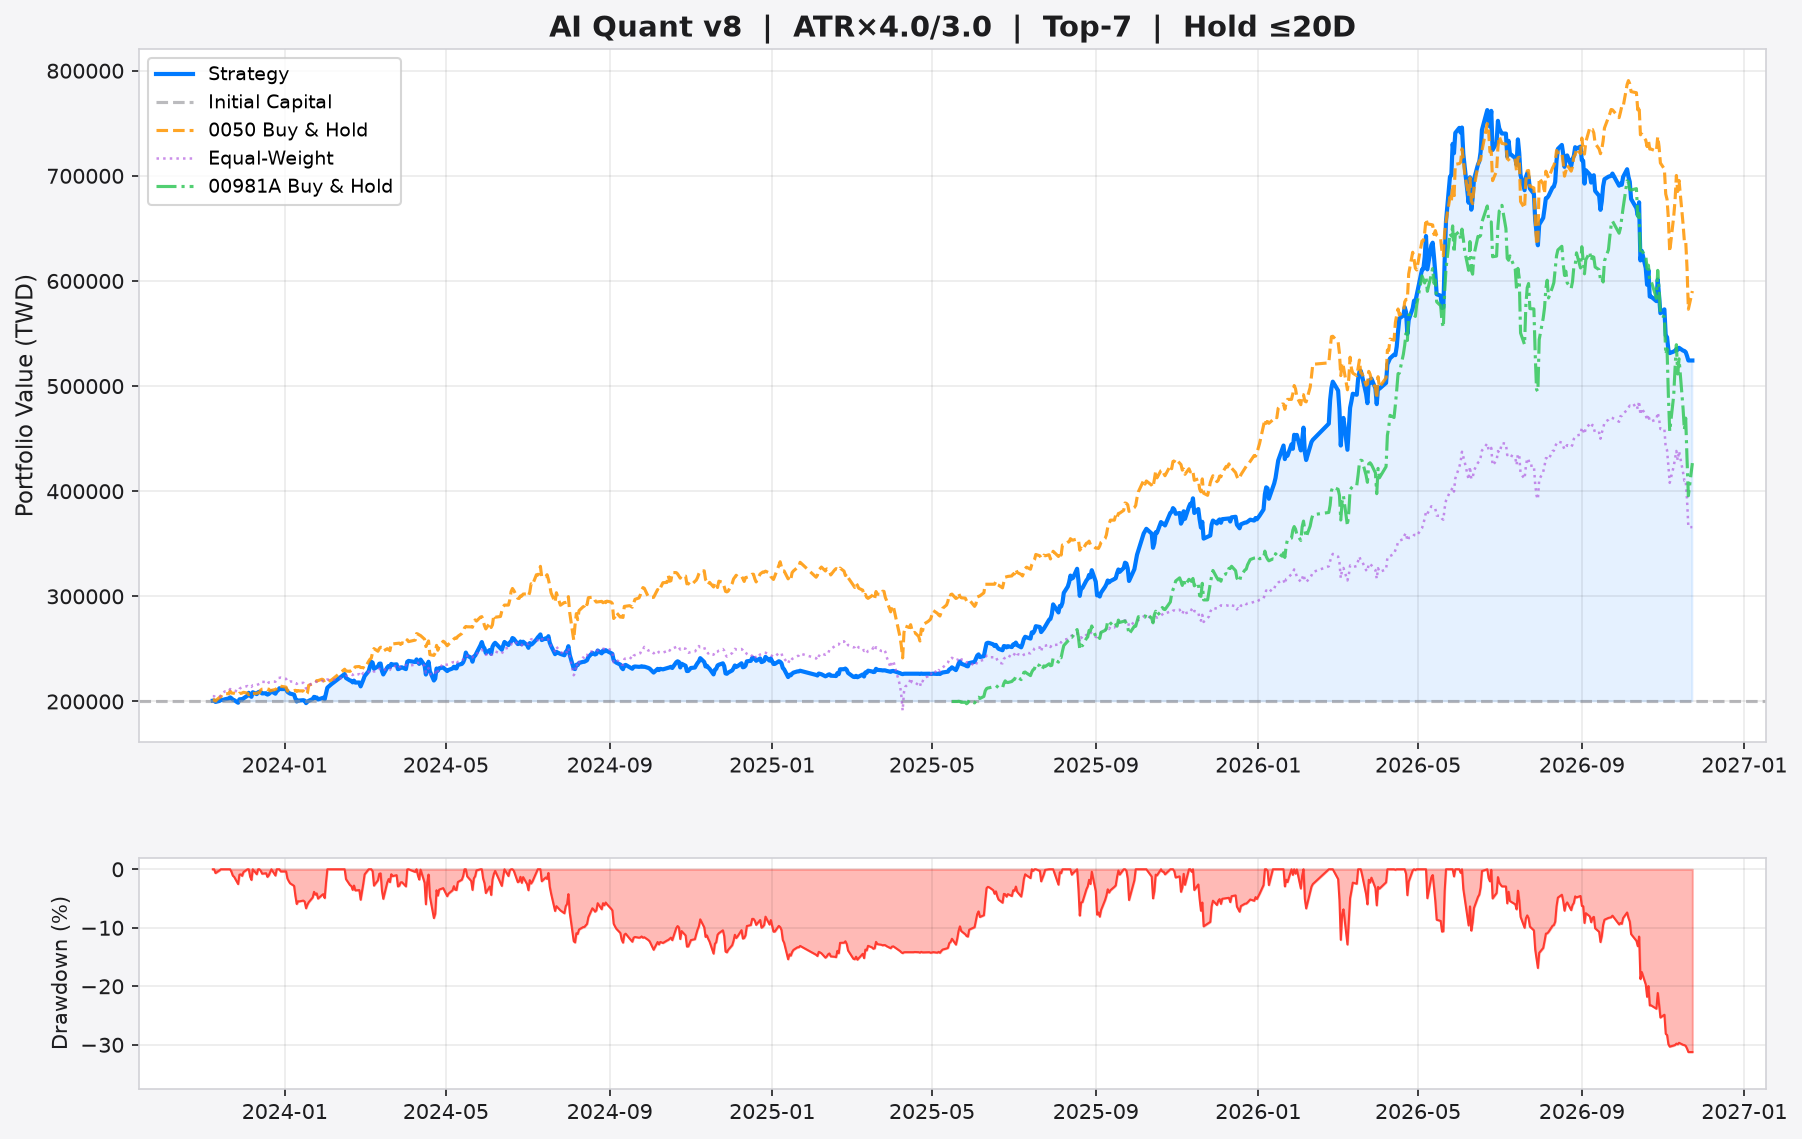 AI Quant v8 | ATR×4.0/3.0 | Top-7 | Hold ≤20D
Strategy
Initial Capital
0050 Buy & Hold
Equal-Weight
00981A Buy & Hold
Portfolio Value (TWD)
800000
700000
600000
500000
400000
300000
200000
2024-01 2024-05 2024-09 2025-01 2025-05 2025-09 2026-01 2026-05 2026-09 2027-01
Drawdown (%)
0
−10
−20
−30
2024-01 2024-05 2024-09 2025-01 2025-05 2025-09 2026-01 2026-05 2026-09 2027-01